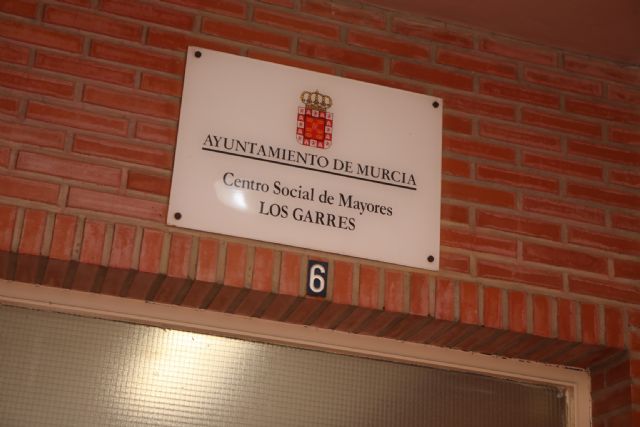 AYUNTAMIENTO DE MURCIA
Centro Social de Mayores
LOS GARRES
6